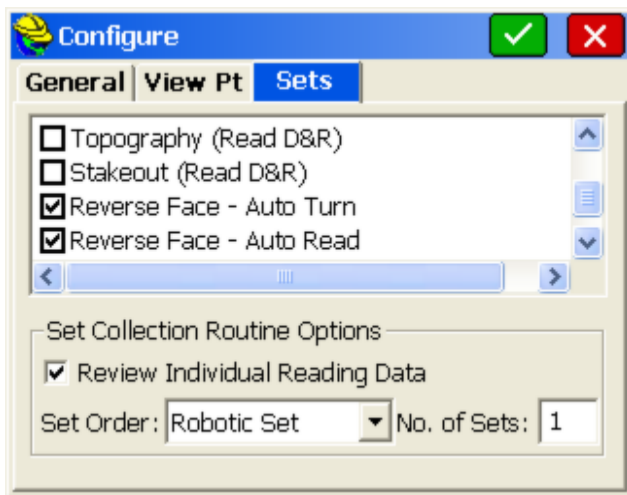 Configure
General View Pt Sets
Topography (Read D&R)
Stakeout (Read D&R)
Reverse Face - Auto Turn
Reverse Face - Auto Read
Set Collection Routine Options
Review Individual Reading Data
Set Order: Robotic Set No. of Sets: 1